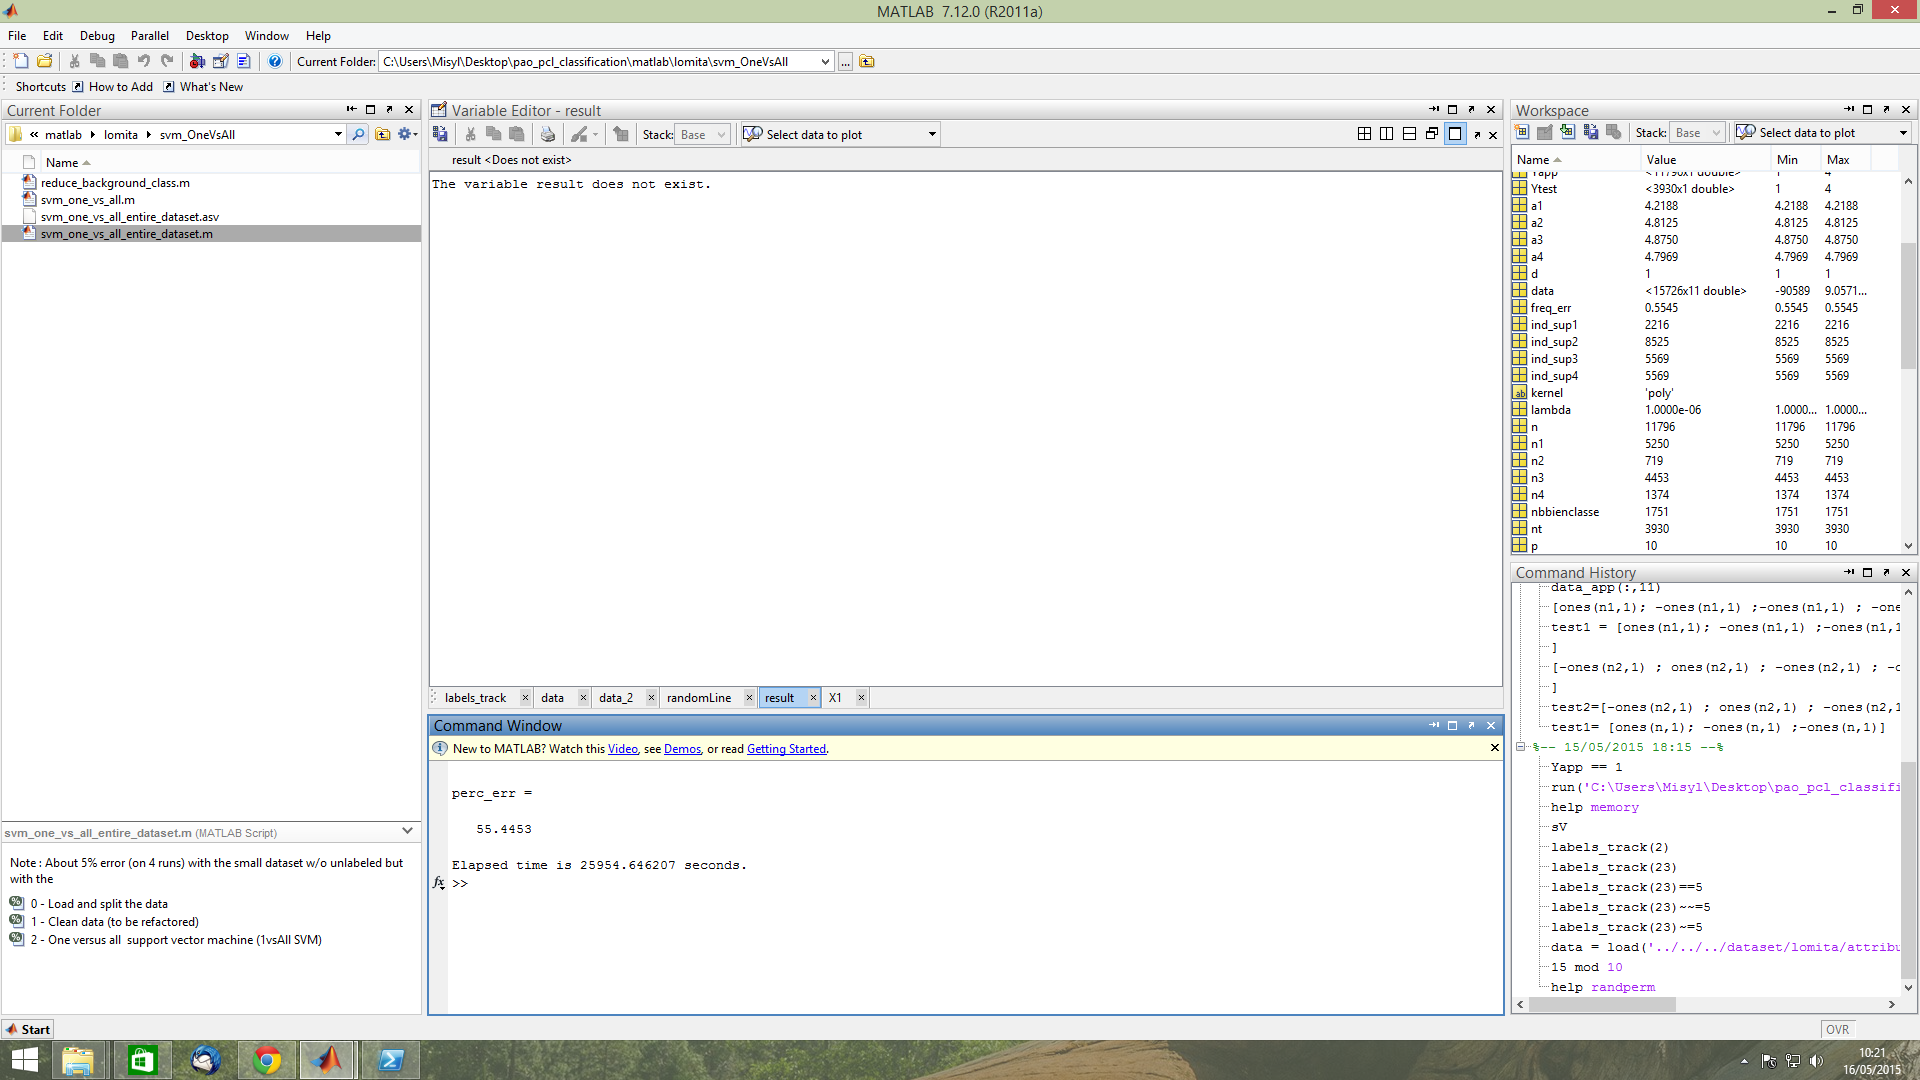 MATLAB 7.12.0 (R2011a)
File Edit Debug Parallel Desktop Window Help
Current Folder: C:\Users\Misyl\Desktop\pao_pcl_classification\matlab\lomita\svm_OneVsAll
Shortcuts How to Add What's New
Current Folder
« matlab lomita svm_OneVsAll
Name
reduce_background_class.m
svm_one_vs_all.m
svm_one_vs_all_entire_dataset.asv
svm_one_vs_all_entire_dataset.m
svm_one_vs_all_entire_dataset.m (MATLAB Script)
Note : About 5% error (on 4 runs) with the small dataset w/o unlabeled but
with the
0 - Load and split the data
1 - Clean data (to be refactored)
2 - One versus all support vector machine (1vsAll SVM)
Variable Editor - result
Stack: Base Select data to plot
result <Does not exist>
The variable result does not exist.
labels_track data data_2 randomLine result X1
Command Window
New to MATLAB? Watch this Video, see Demos, or read Getting Started.
perc_err =
55.4453
Elapsed time is 25954.646207 seconds.
fx >>
Workspace
Stack: Base Select data to plot
Name Value Min Max
Yapp <11796x1 double> 1 4
Ytest <3930x1 double> 1 4
a1 4.2188 4.2188 4.2188
a2 4.8125 4.8125 4.8125
a3 4.8750 4.8750 4.8750
a4 4.7969 4.7969 4.7969
d 1 1 1
data <15726x11 double> -90589 9.0571...
freq_err 0.5545 0.5545 0.5545
ind_sup1 2216 2216 2216
ind_sup2 8525 8525 8525
ind_sup3 5569 5569 5569
ind_sup4 5569 5569 5569
kernel 'poly'
lambda 1.0000e-06 1.0000... 1.0000...
n 11796 11796 11796
n1 5250 5250 5250
n2 719 719 719
n3 4453 4453 4453
n4 1374 1374 1374
nbbienclasse 1751 1751 1751
nt 3930 3930 3930
p 10 10 10
Command History
data_app(:,11)
[ones(n1,1); -ones(n1,1) ;-ones(n1,1) ; -one
test1 = [ones(n1,1); -ones(n1,1) ;-ones(n1,1
]
[-ones(n2,1) ; ones(n2,1) ; -ones(n2,1) ; -o
]
test2=[-ones(n2,1) ; ones(n2,1) ; -ones(n2,1
test1= [ones(n,1); -ones(n,1) ;-ones(n,1)]
%-- 15/05/2015 18:15 --%
Yapp == 1
run('C:\Users\Misyl\Desktop\pao_pcl_classifi
help memory
sV
labels_track(2)
labels_track(23)
labels_track(23)==5
labels_track(23)~~=5
labels_track(23)~=5
data = load('../../../dataset/lomita/attribu
15 mod 10
help randperm
Start
OVR
10:21
16/05/2015